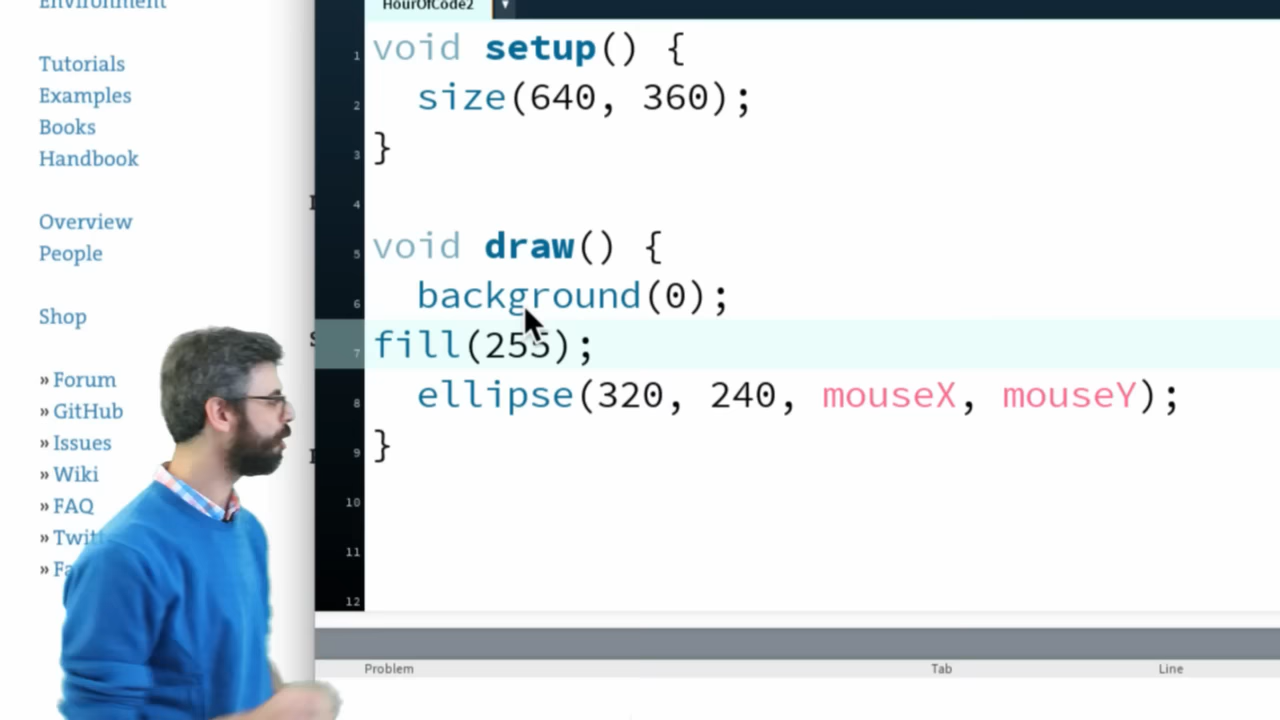 Environment
Tutorials
Examples
Books
Handbook
Overview
People
Shop
» Forum
» GitHub
» Issues
» Wiki
» FAQ
»
»
HourOfCode2
1 void setup() {
2 size(640, 360);
3 }
4
5 void draw() {
6 background(0);
7 fill(255);
8 ellipse(320, 240, mouseX, mouseY);
9 }
10
11
12
Problem Tab Line